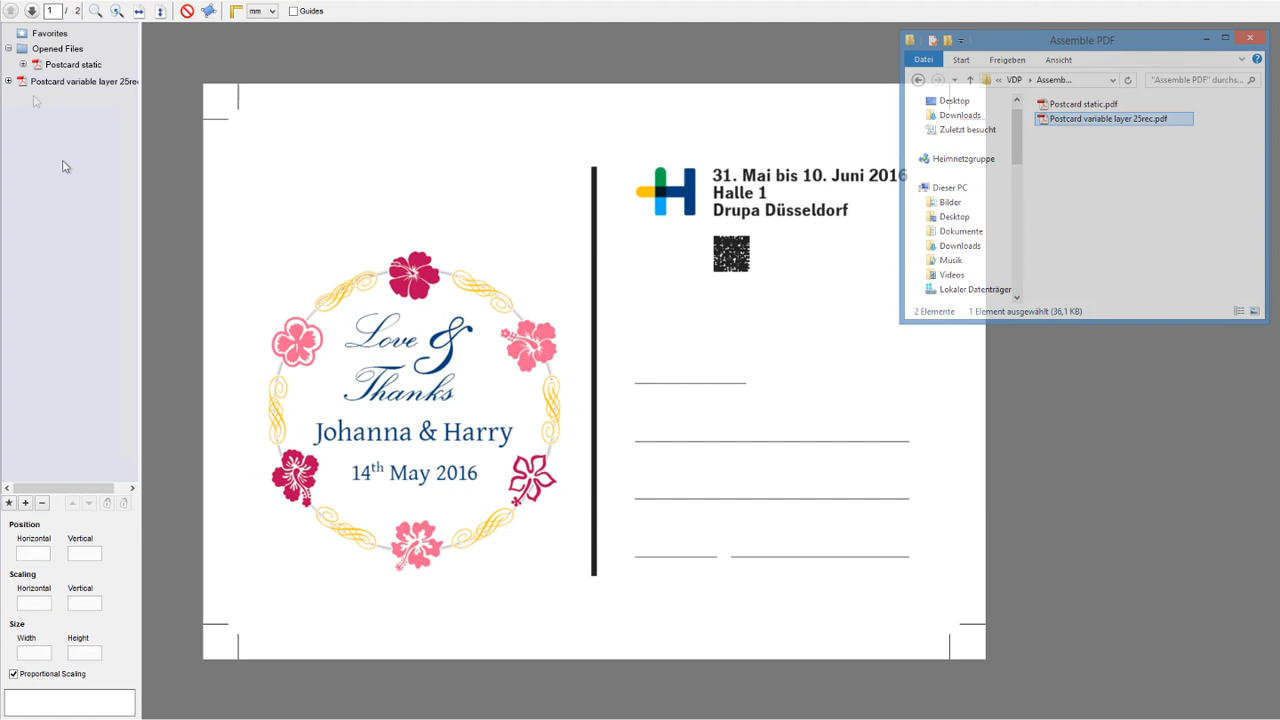 1 / 2
mm
Guides
Favorites
Opened Files
Postcard static
Postcard variable layer 25rec
Position
Horizontal Vertical
Scaling
Horizontal Vertical
Size
Width Height
Proportional Scaling
31. Mai bis 10. Juni 2016
Halle 1
Drupa Düsseldorf
Love &
Thanks
Johanna & Harry
14th May 2016
Assemble PDF
Datei Start Freigeben Ansicht
« VDP Assemb... "Assemble PDF" durchs...
Desktop
Downloads
Zuletzt besucht
Heimnetzgruppe
Dieser PC
Bilder
Desktop
Dokumente
Downloads
Musik
Videos
Lokaler Datenträger
Postcard static.pdf
Postcard variable layer 25rec.pdf
2 Elemente 1 Element ausgewählt (36,1 KB)